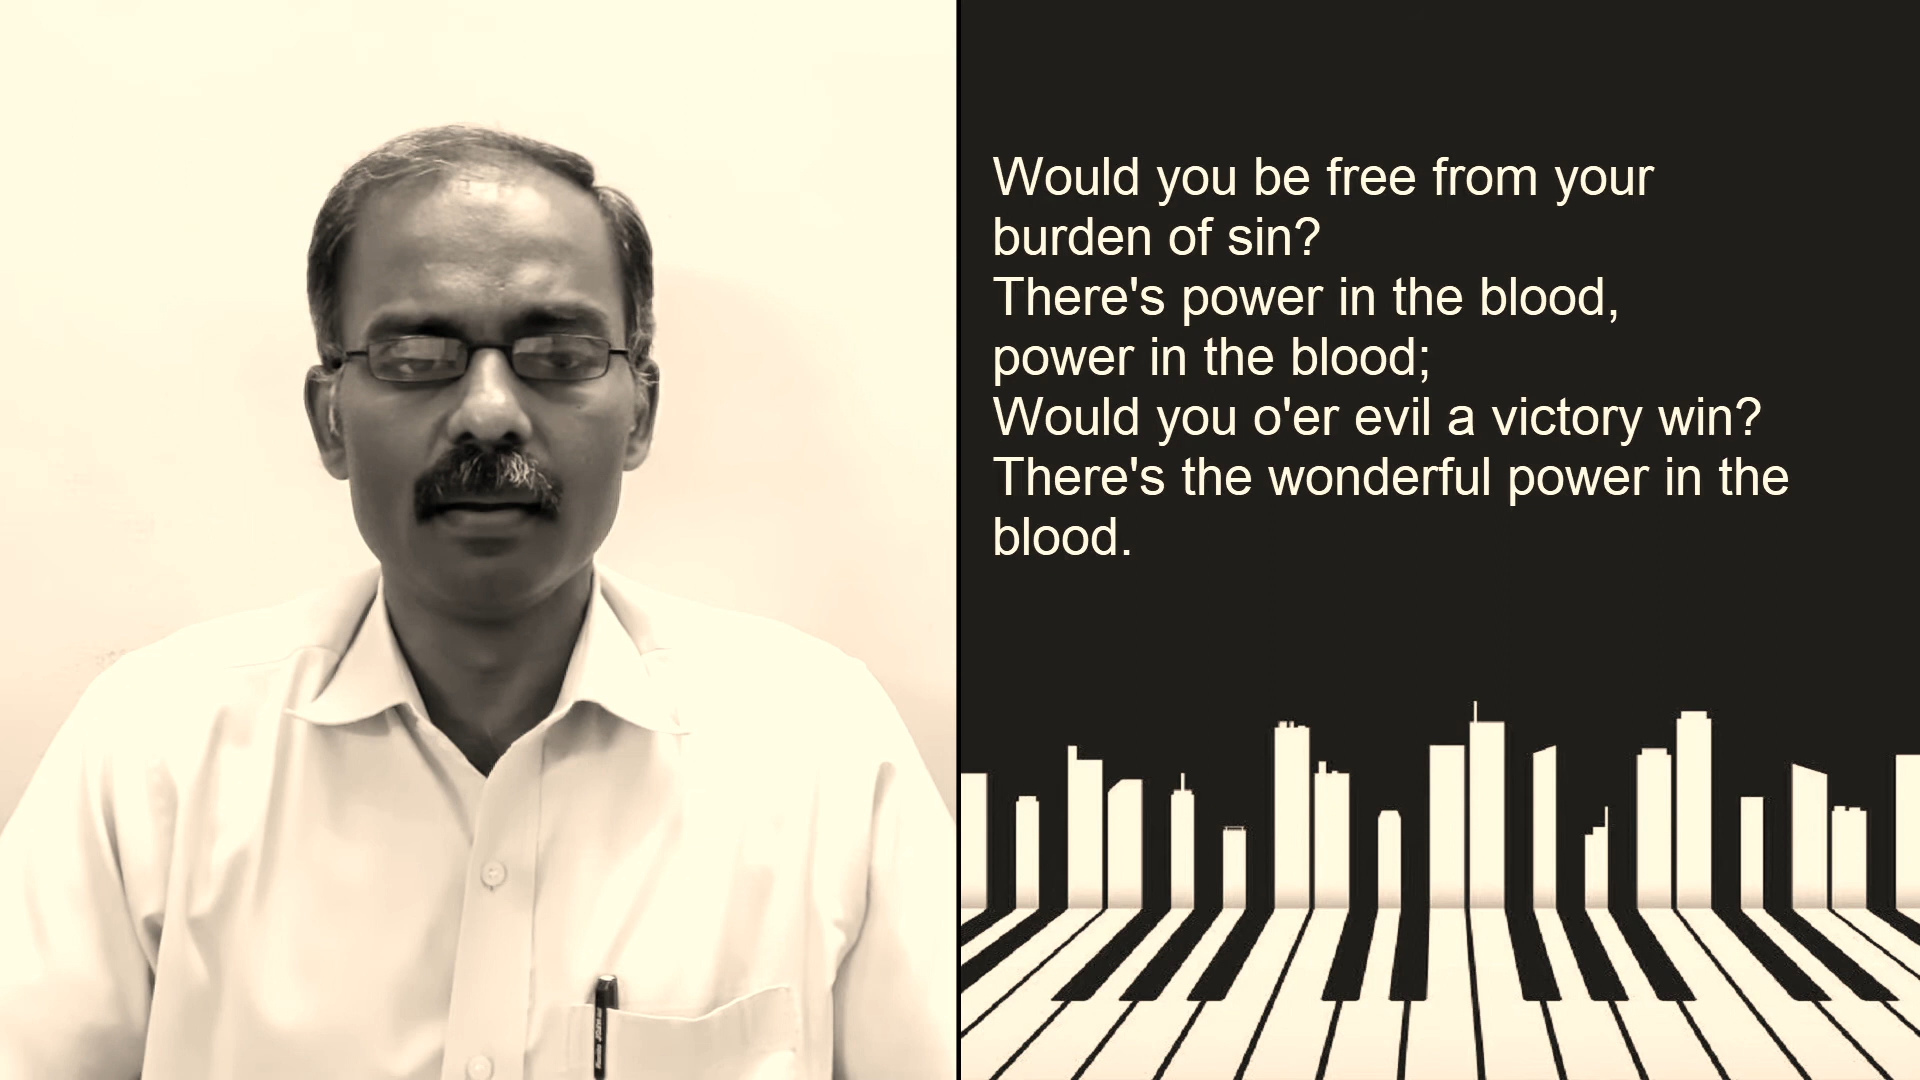 Would you be free from your
burden of sin?
There's power in the blood,
power in the blood;
Would you o'er evil a victory win?
There's the wonderful power in the
blood.